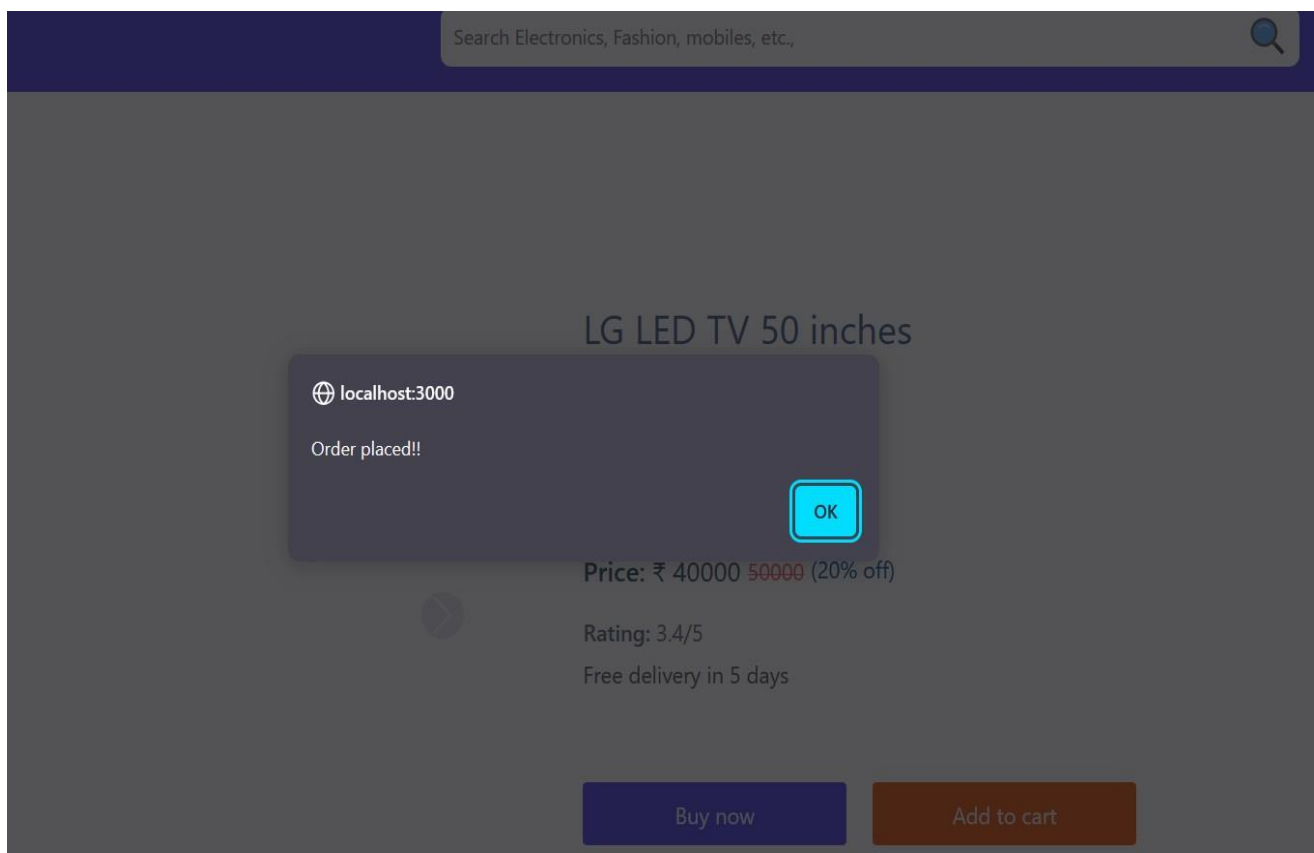 Search Electronics, Fashion, mobiles, etc.,
LG LED TV 50 inches
localhost:3000
Order placed!!
OK
Price: ₹ 40000 50000 (20% off)
Rating: 3.4/5
Free delivery in 5 days
Buy now Add to cart